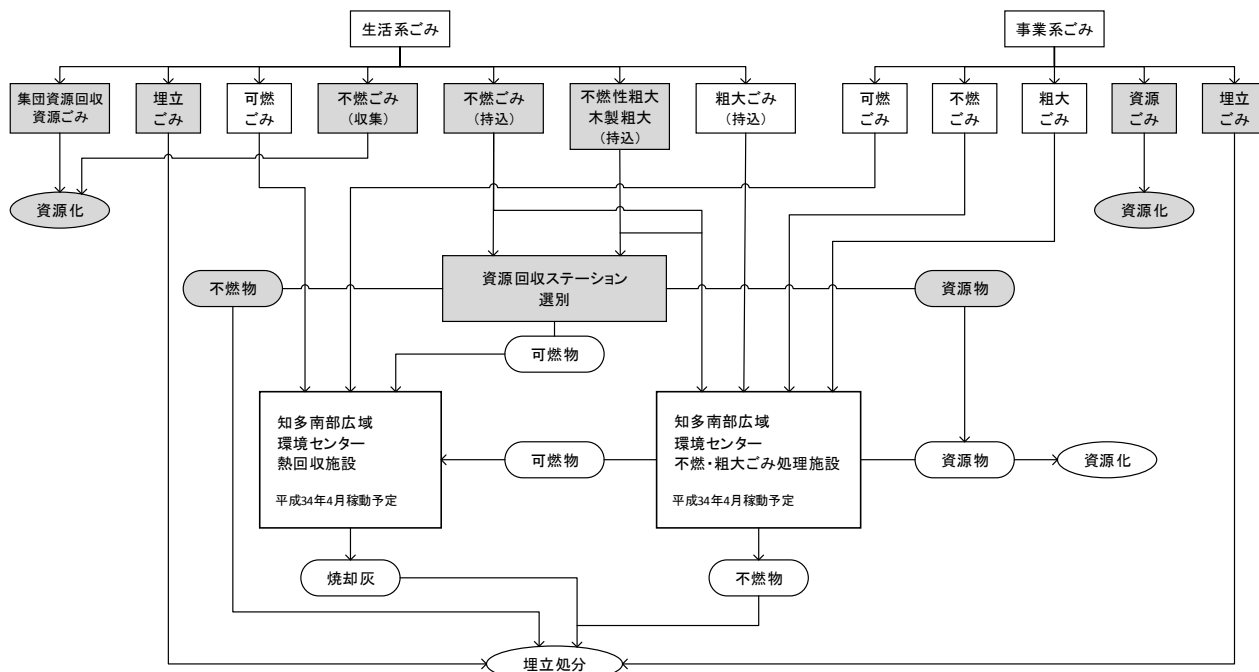 生活系ごみ
事業系ごみ
集団資源回収
資源ごみ
埋立
ごみ
可燃
ごみ
不燃ごみ
（収集）
不燃ごみ
（持込）
不燃性粗大
木製粗大
（持込）
粗大ごみ
（持込）
可燃
ごみ
不燃
ごみ
粗大
ごみ
資源
ごみ
埋立
ごみ
資源化
資源化
不燃物
資源回収ステーション
選別
資源物
可燃物
知多南部広域
環境センター
熱回収施設
平成34年4月稼動予定
可燃物
知多南部広域
環境センター
不燃・粗大ごみ処理施設
平成34年4月稼動予定
資源物
資源化
焼却灰
不燃物
埋立処分